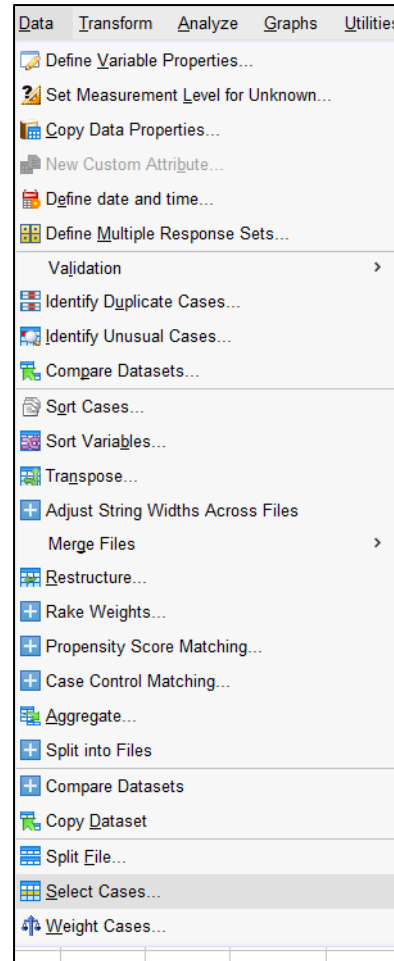 Data Transform Analyze Graphs Utilities
Define Variable Properties...
Set Measurement Level for Unknown...
Copy Data Properties...
New Custom Attribute...
Define date and time...
Define Multiple Response Sets...
Validation >
Identify Duplicate Cases...
Identify Unusual Cases...
Compare Datasets...
Sort Cases...
Sort Variables...
Transpose...
Adjust String Widths Across Files
Merge Files >
Restructure...
Rake Weights...
Propensity Score Matching...
Case Control Matching...
Aggregate...
Split into Files
Compare Datasets
Copy Dataset
Split File...
Select Cases...
Weight Cases...